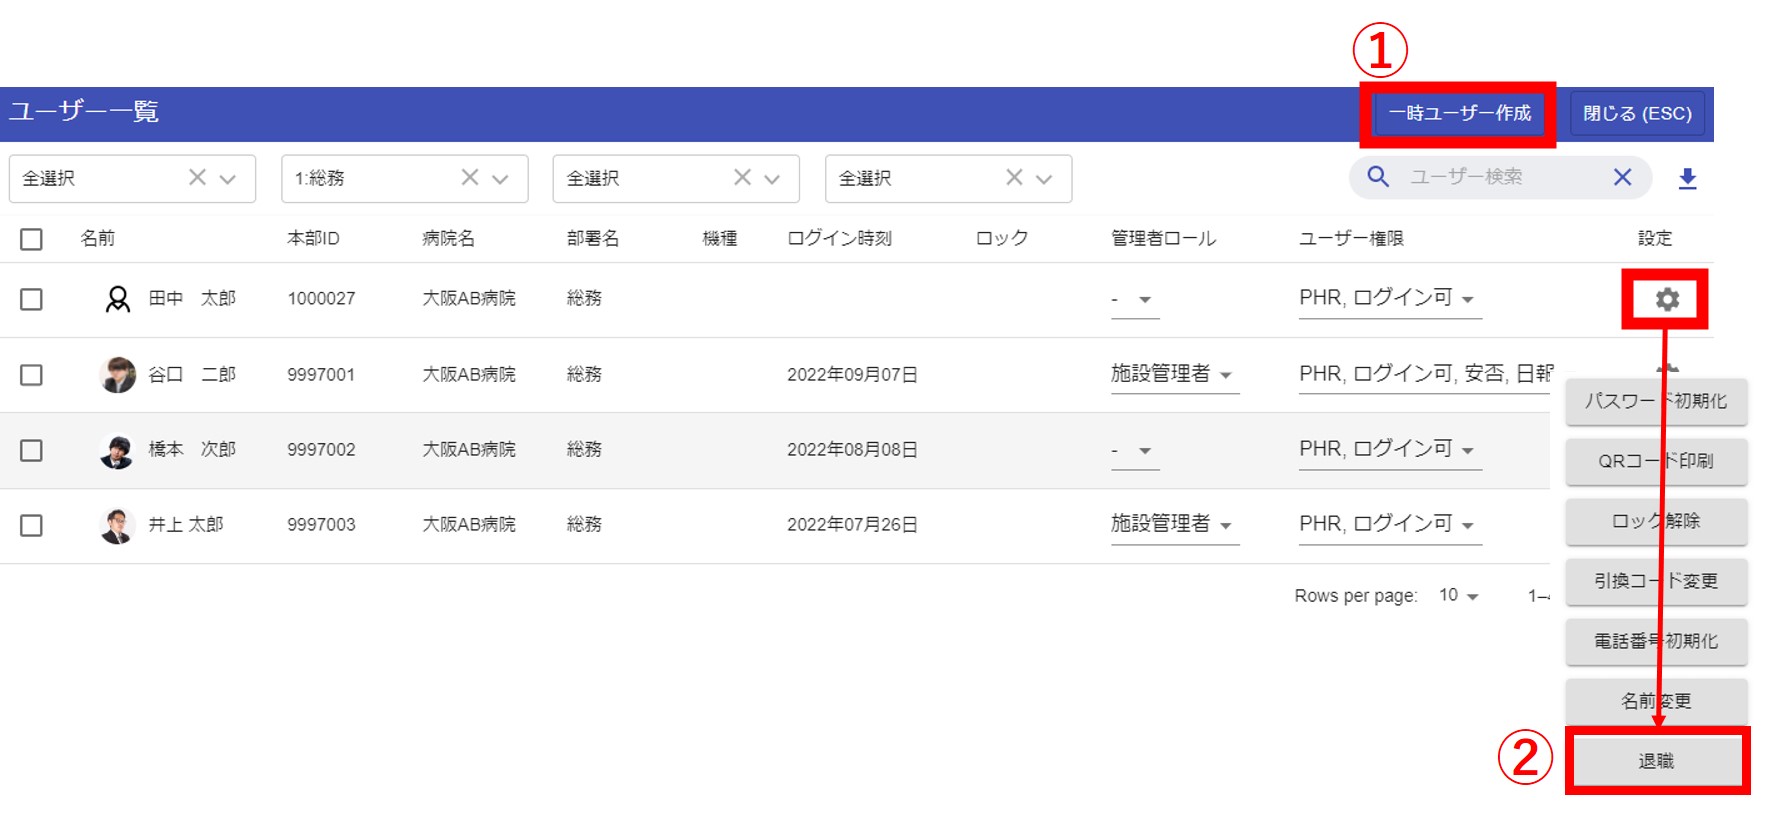 ①
ユーザー一覧 一時ユーザー作成 閉じる (ESC)
全選択 1:総務 全選択 全選択 ユーザー検索
名前 本部ID 病院名 部署名 機種 ログイン時刻 ロック 管理者ロール ユーザー権限 設定
田中 太郎 1000027 大阪AB病院 総務 - PHR, ログイン可
谷口 二郎 9997001 大阪AB病院 総務 2022年09月07日 施設管理者 PHR, ログイン可, 安否, 日報
橋本 次郎 9997002 大阪AB病院 総務 2022年08月08日 - PHR, ログイン可
井上 太郎 9997003 大阪AB病院 総務 2022年07月26日 施設管理者 PHR, ログイン可
Rows per page: 10 1–4
パスワード初期化
QRコード印刷
ロック解除
引換コード変更
電話番号初期化
名前変更
② 退職